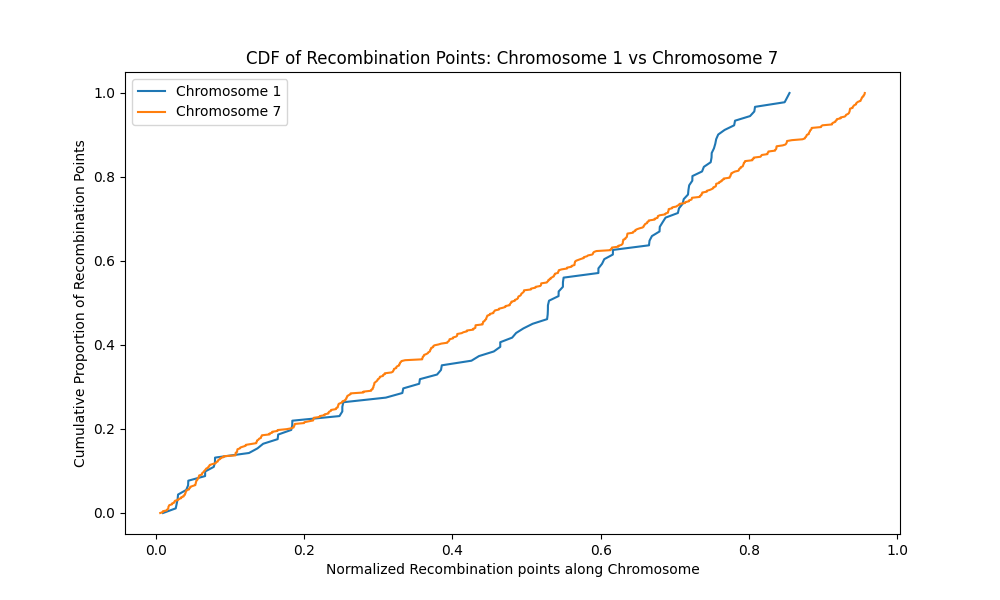 CDF of Recombination Points: Chromosome 1 vs Chromosome 7
Chromosome 1
Chromosome 7
Cumulative Proportion of Recombination Points
1.0
0.8
0.6
0.4
0.2
0.0
0.0 0.2 0.4 0.6 0.8 1.0
Normalized Recombination points along Chromosome